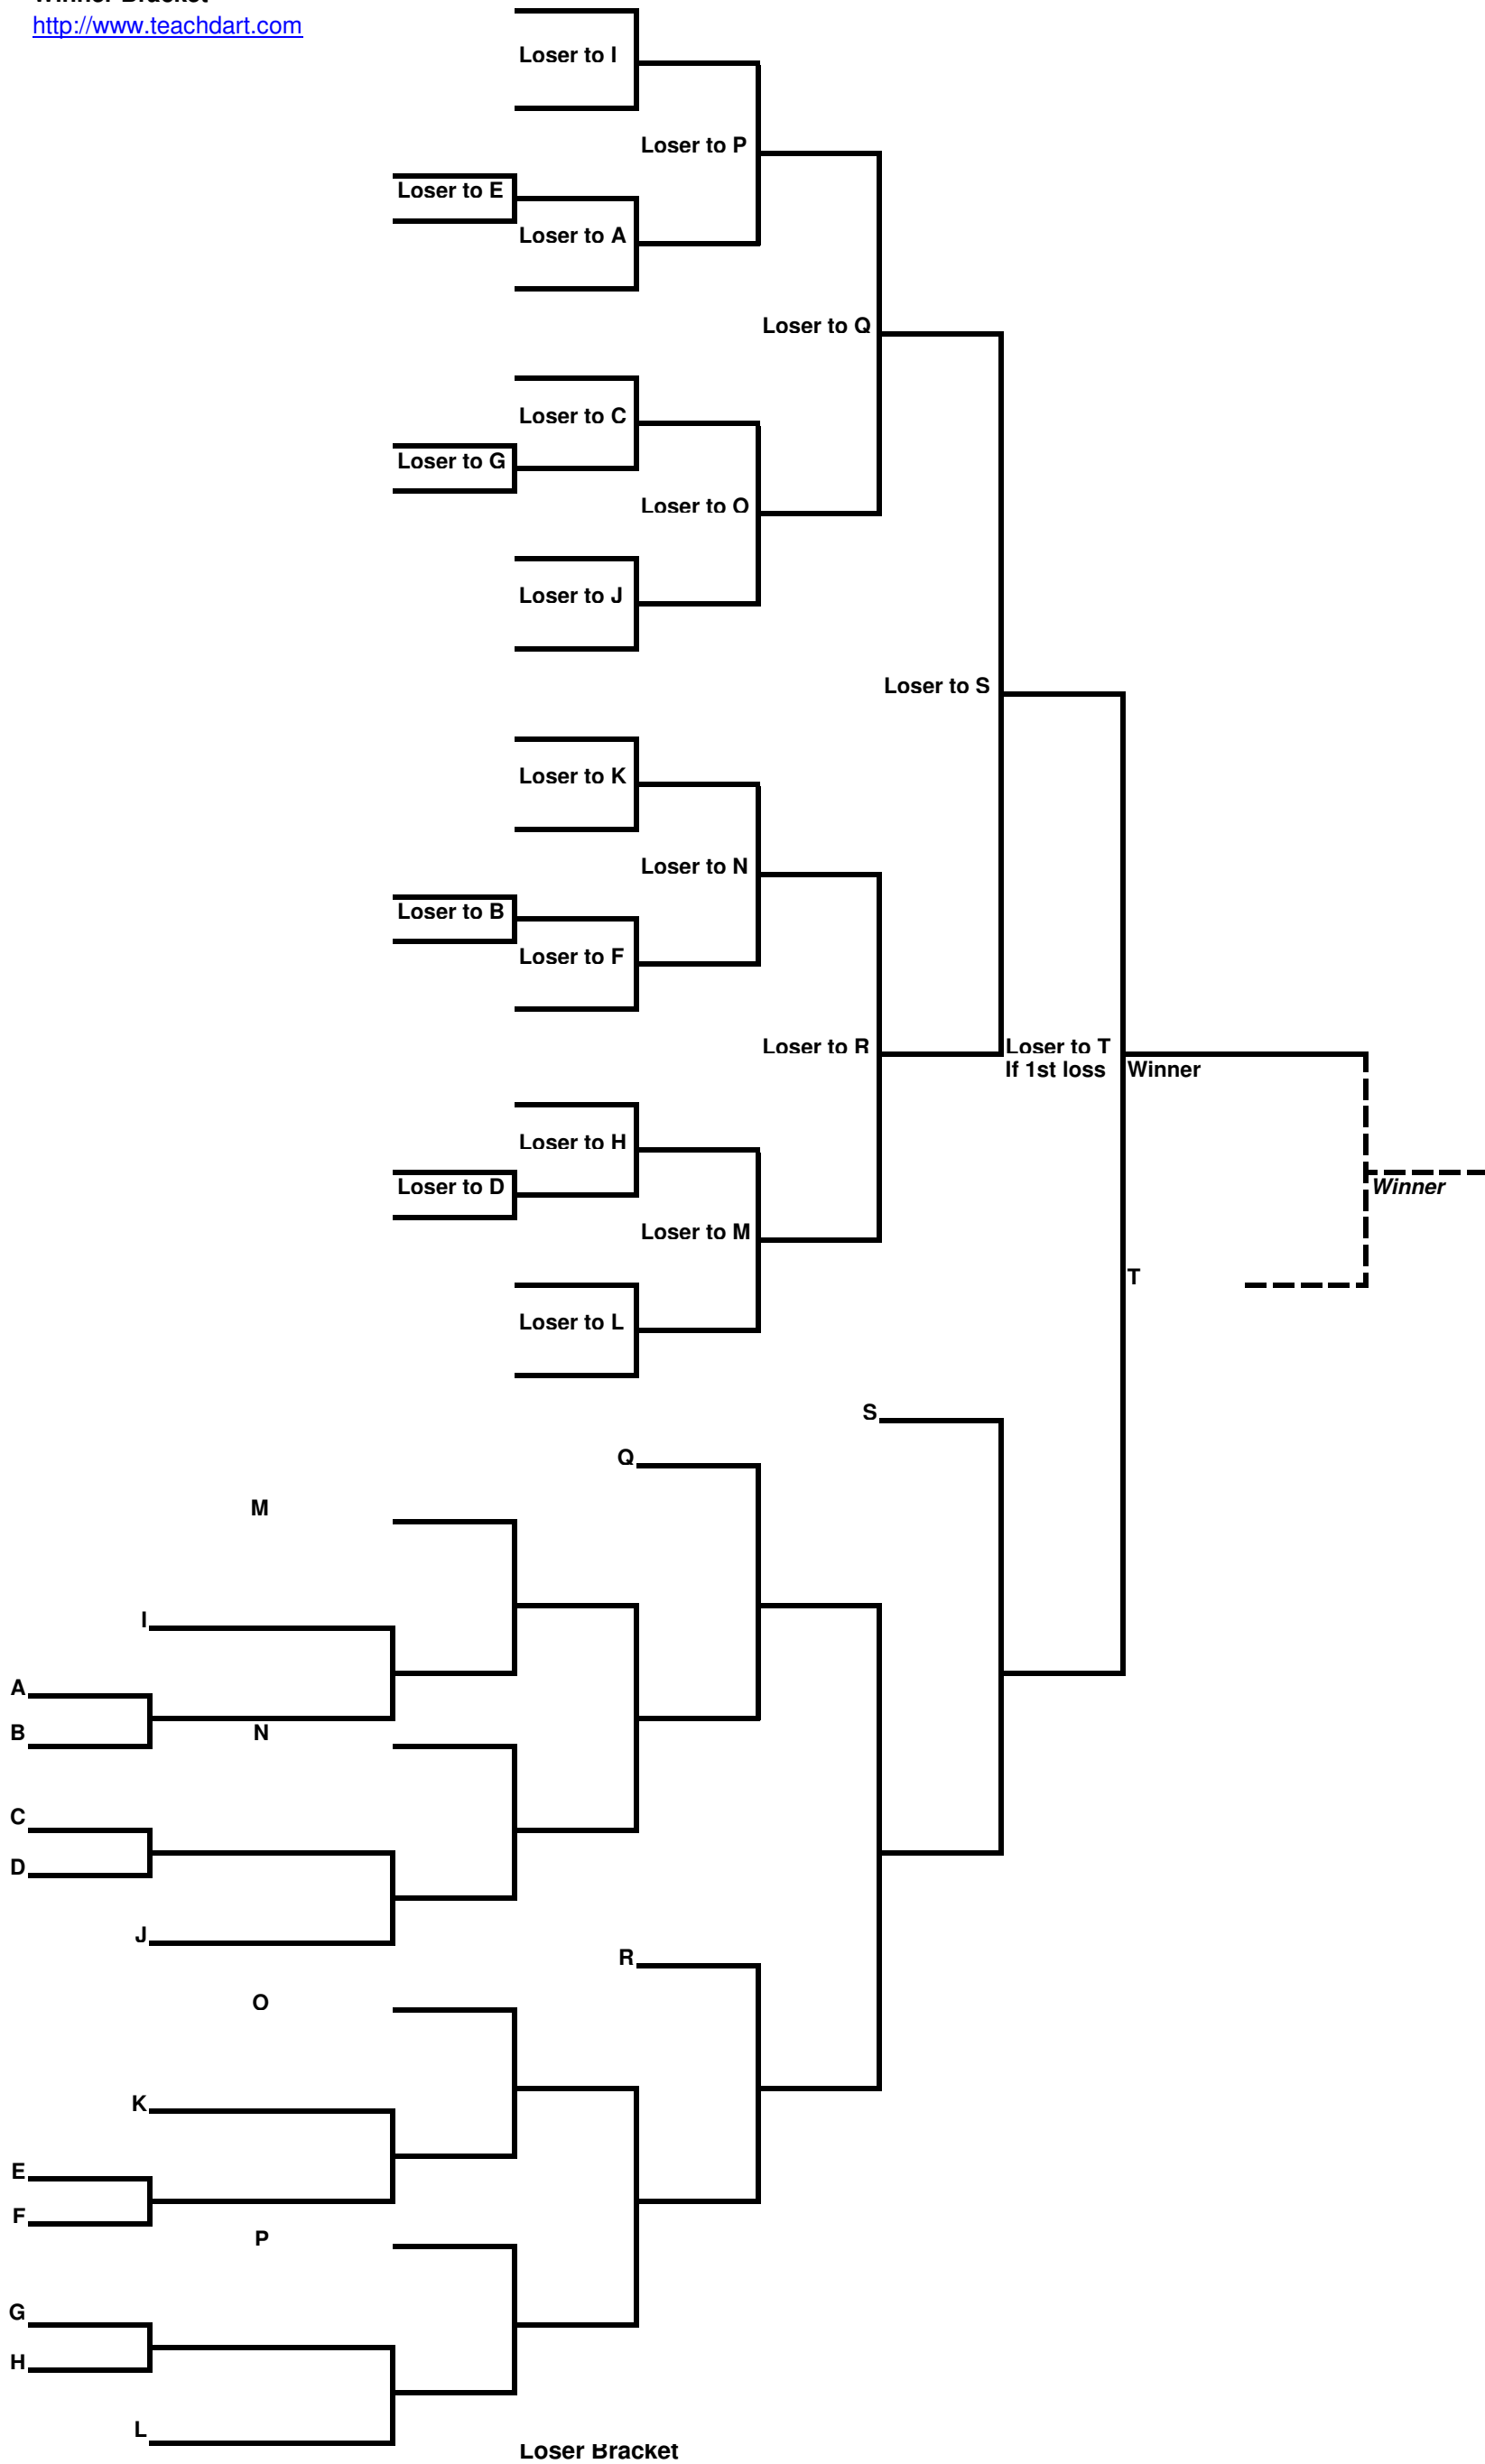 Winner Bracket
http://www.teachdart.com
Loser to I
Loser to P
Loser to E
Loser to A
Loser to Q
Loser to C
Loser to G
Loser to O
Loser to J
Loser to S
Loser to K
Loser to N
Loser to B
Loser to F
Loser to R
Loser to T
If 1st loss
Winner
Loser to H
Loser to D
Winner
Loser to M
T
Loser to L
S
Q
M
I
A
B
N
C
D
J
R
O
K
E
F
P
G
H
L
Loser Bracket